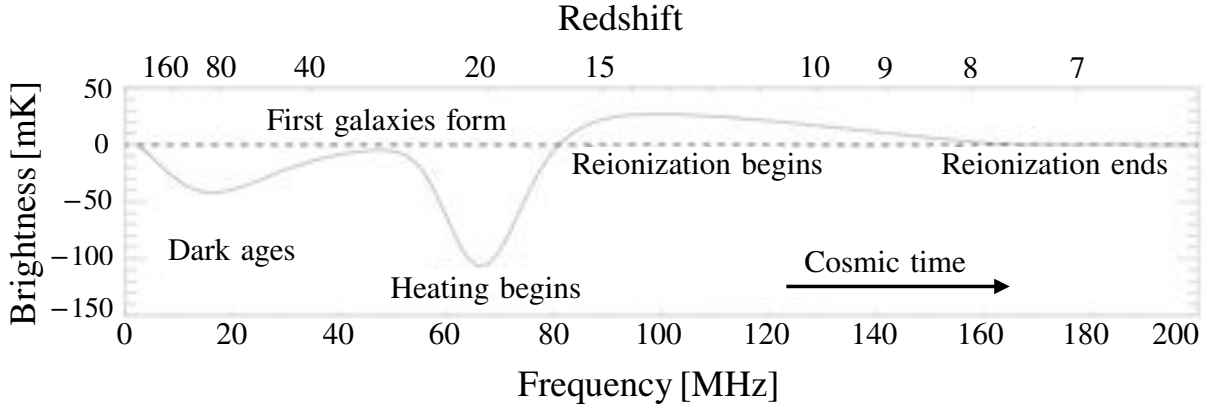 Redshift
160 80 40 20 15 10 9 8 7
Brightness [mK]
50
0
−50
−100
−150
First galaxies form
Reionization begins
Reionization ends
Dark ages
Heating begins
Cosmic time
0 20 40 60 80 100 120 140 160 180 200
Frequency [MHz]